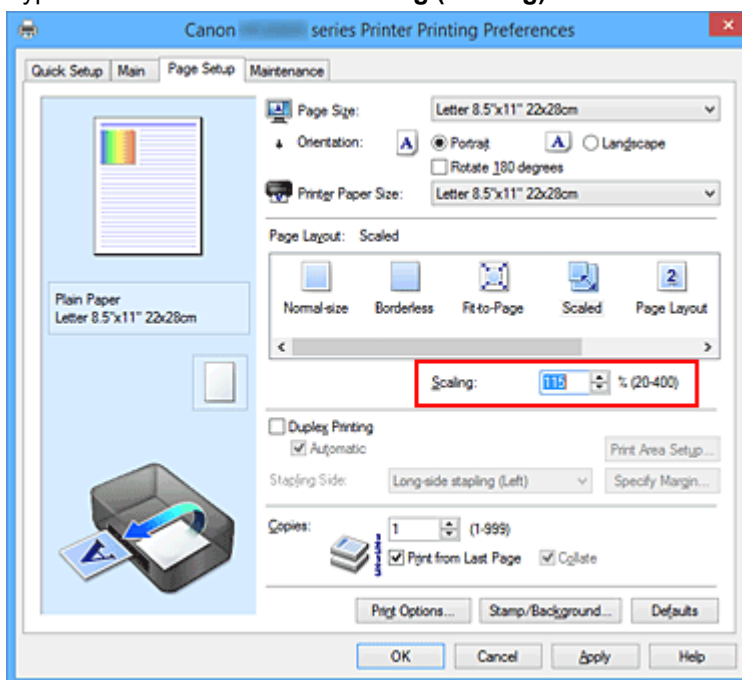 Canon series Printer Printing Preferences
Quick Setup Main Page Setup Maintenance
Page Size: Letter 8.5"x11" 22x28cm
Orientation: A Portrait A Landscape
Rotate 180 degrees
Printer Paper Size: Letter 8.5"x11" 22x28cm
Page Layout: Scaled
Normal-size Borderless Fit-to-Page Scaled 2 Page Layout
Plain Paper
Letter 8.5"x11" 22x28cm
Scaling: 115 % (20-400)
Duplex Printing
Automatic Print Area Setup...
Stapling Side: Long-side stapling (Left) Specify Margin...
Copies: 1 (1-999)
Print from Last Page Collate
A
Print Options... Stamp/Background... Defaults
OK Cancel Apply Help